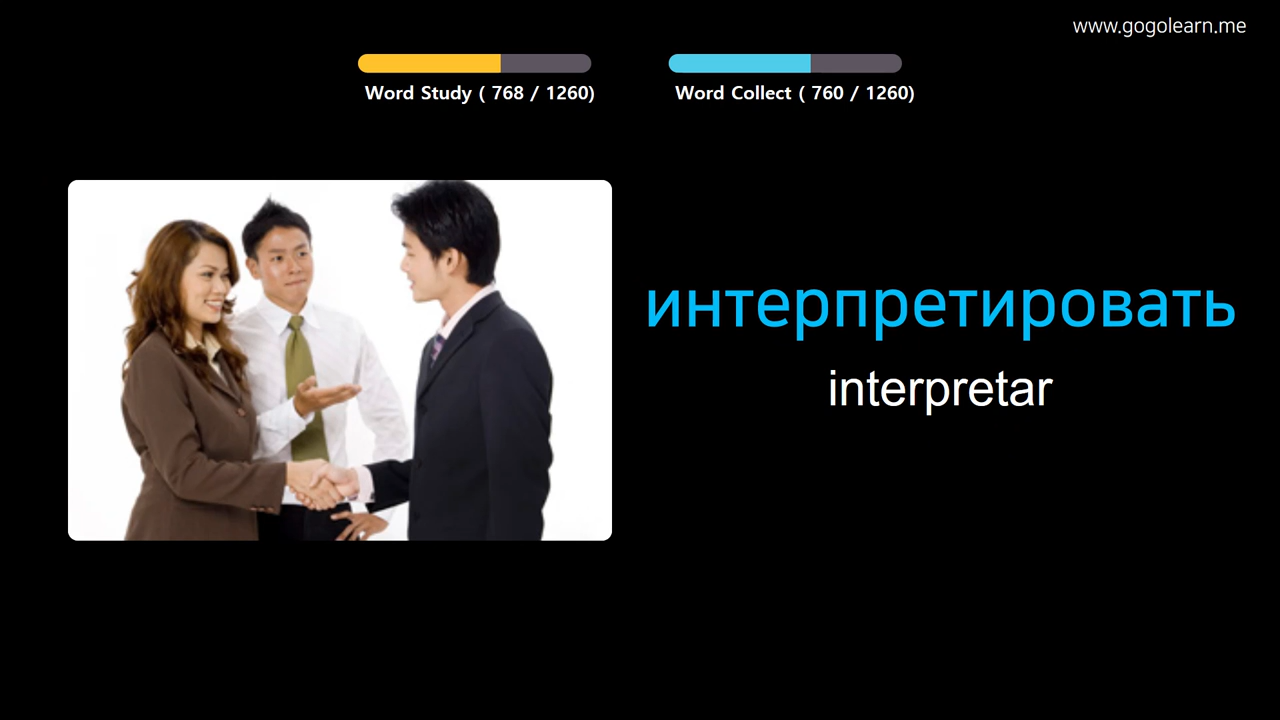 www.gogolearn.me
Word Study ( 768 / 1260)
Word Collect ( 760 / 1260)
интерпретировать
interpretar